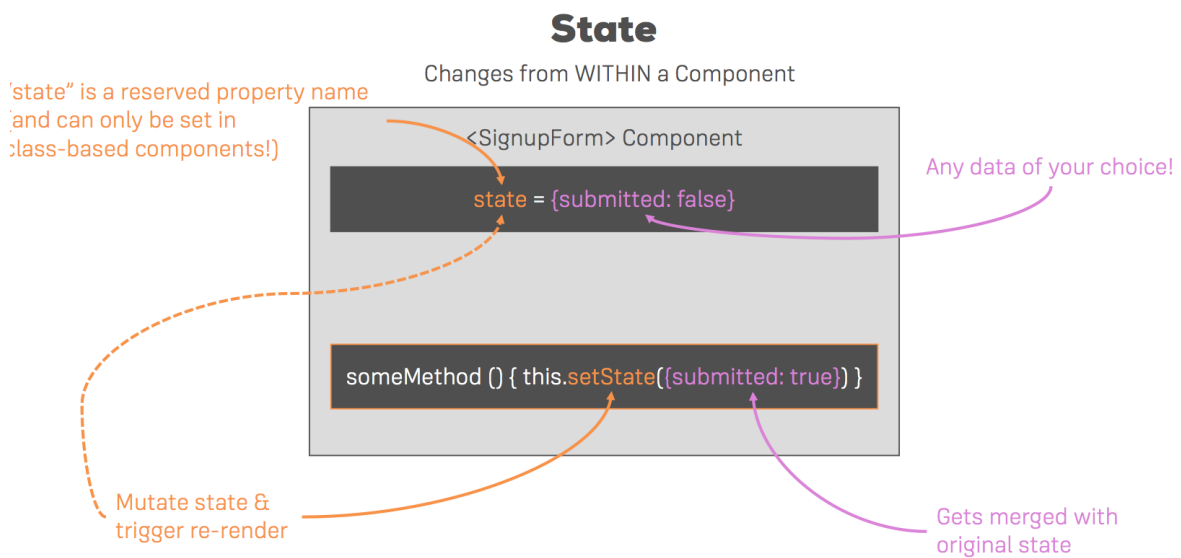 State
Changes from WITHIN a Component
"state” is a reserved property name
(and can only be set in
class-based components!)
<SignupForm> Component
Any data of your choice!
state = {submitted: false}
someMethod () { this.setState({submitted: true}) }
Mutate state &
trigger re-render
Gets merged with
original state